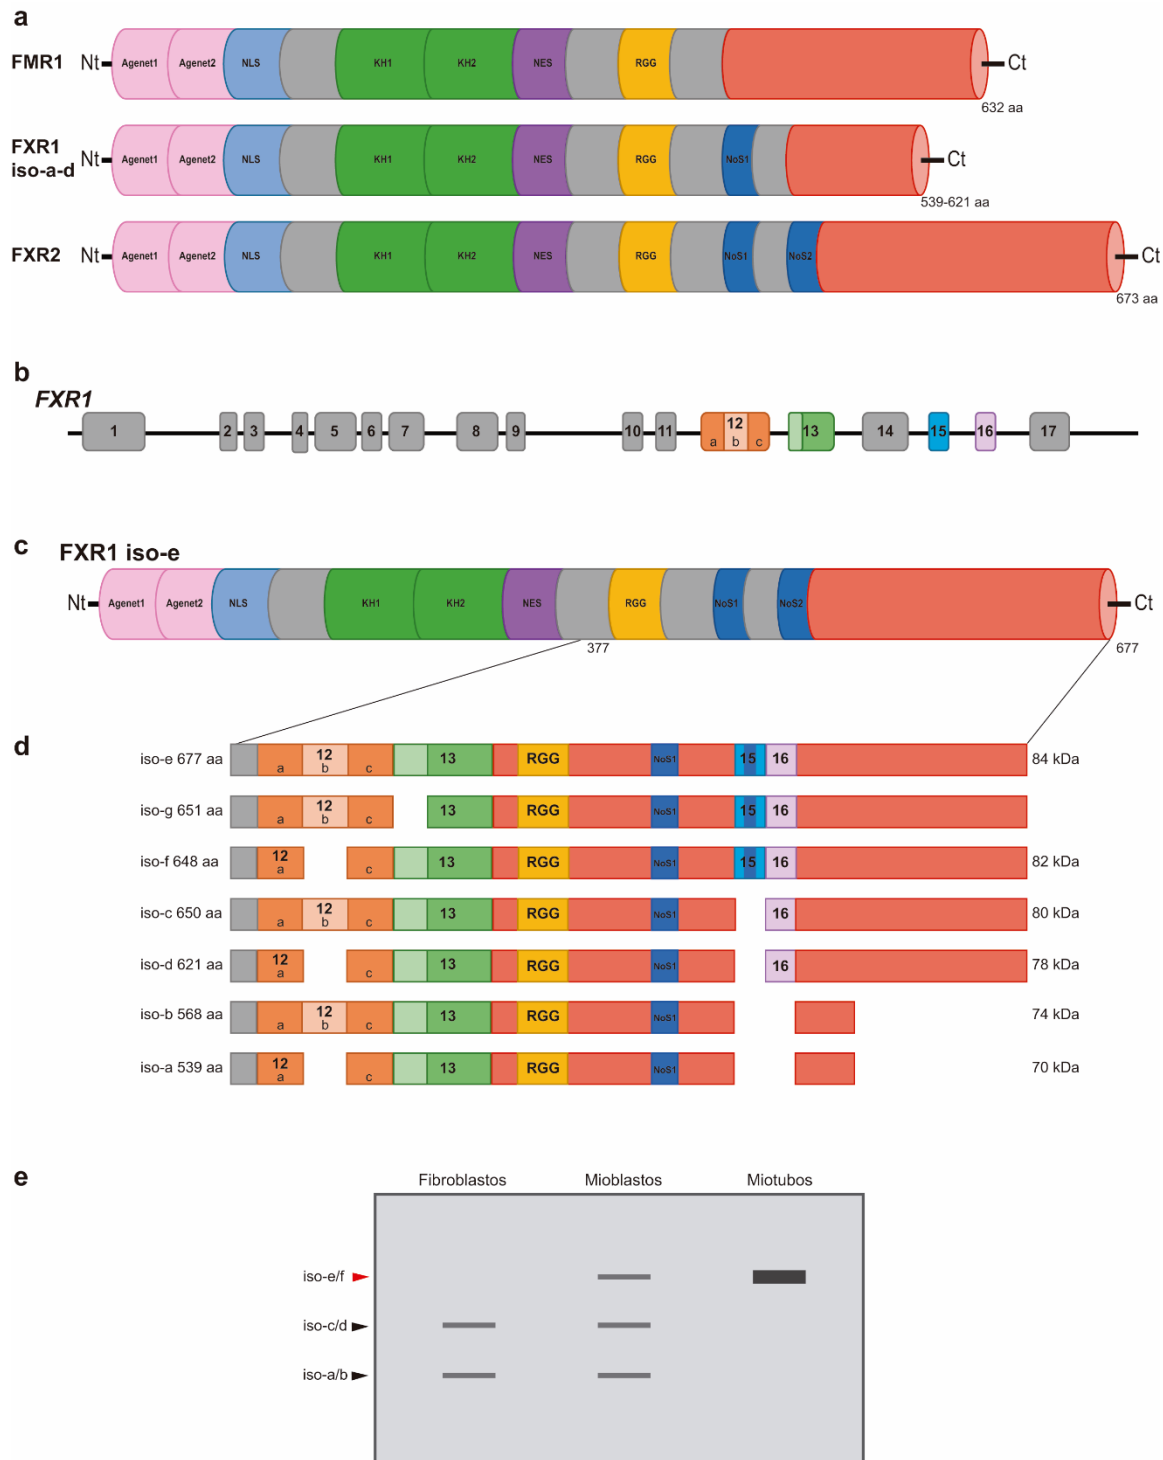 a
FMR1 Nt Agenet1 Agenet2 NLS KH1 KH2 NES RGG Ct
632 aa
FXR1
iso-a-d Nt Agenet1 Agenet2 NLS KH1 KH2 NES RGG NoS1 Ct
539-621 aa
FXR2 Nt Agenet1 Agenet2 NLS KH1 KH2 NES RGG NoS1 NoS2 Ct
673 aa
b
FXR1
1 2 3 4 5 6 7 8 9 10 11 12 a b c 13 14 15 16 17
c FXR1 iso-e
Nt Agenet1 Agenet2 NLS KH1 KH2 NES RGG NoS1 NoS2 Ct
377 677
d
iso-e 677 aa 12 a b c 13 RGG NoS1 15 16 84 kDa
iso-g 651 aa 12 a b c 13 RGG NoS1 15 16
iso-f 648 aa 12 a c 13 RGG NoS1 15 16 82 kDa
iso-c 650 aa 12 a b c 13 RGG NoS1 16 80 kDa
iso-d 621 aa 12 a c 13 RGG NoS1 16 78 kDa
iso-b 568 aa 12 a b c 13 RGG NoS1 74 kDa
iso-a 539 aa 12 a c 13 RGG NoS1 70 kDa
e
Fibroblastos Mioblastos Miotubos
iso-e/f
iso-c/d
iso-a/b